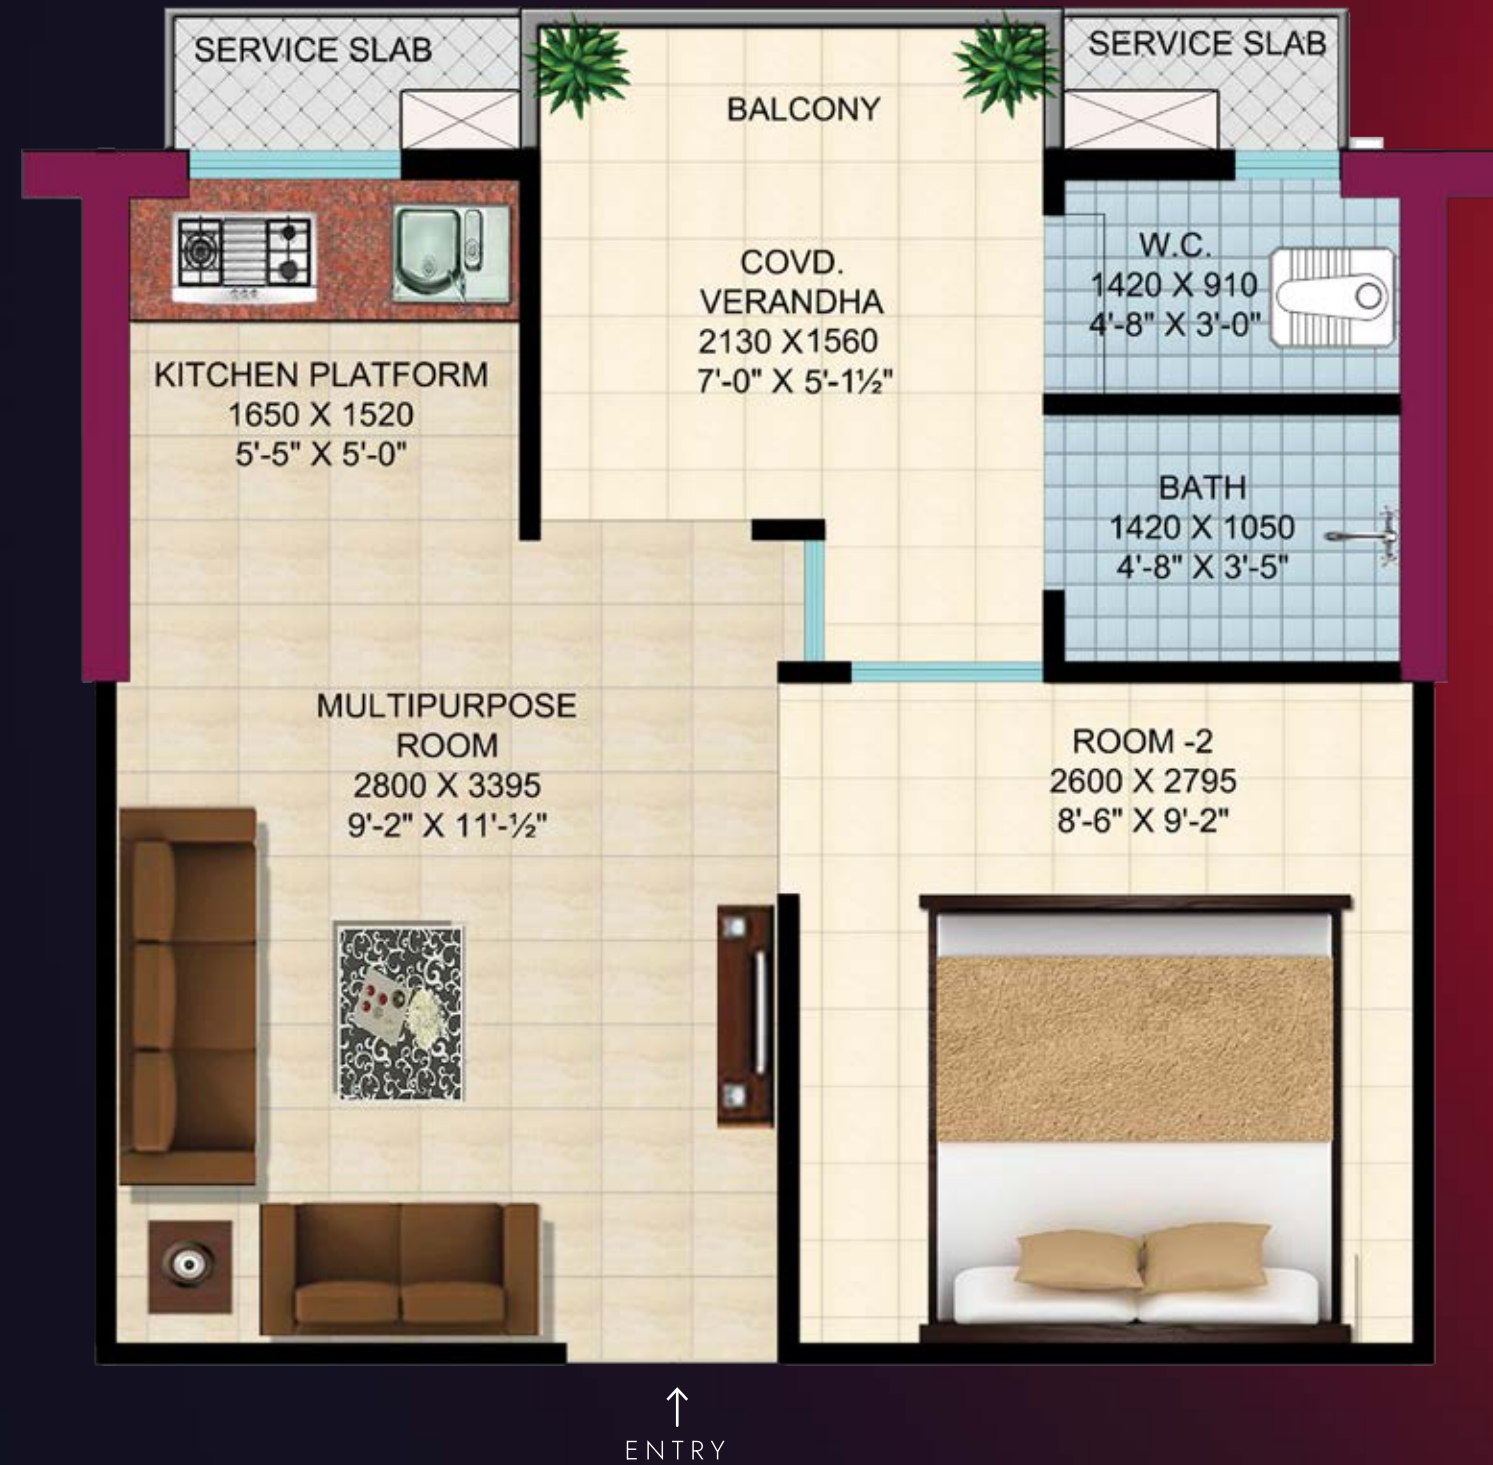 SERVICE SLAB
SERVICE SLAB
BALCONY
COVD.
VERANDHA
2130 X1560
7'-0" X 5'-1½"
W.C.
1420 X 910
4'-8" X 3'-0"
KITCHEN PLATFORM
1650 X 1520
5'-5" X 5'-0"
BATH
1420 X 1050
4'-8" X 3'-5"
MULTIPURPOSE
ROOM
2800 X 3395
9'-2" X 11'-½"
ROOM -2
2600 X 2795
8'-6" X 9'-2"
ENTRY